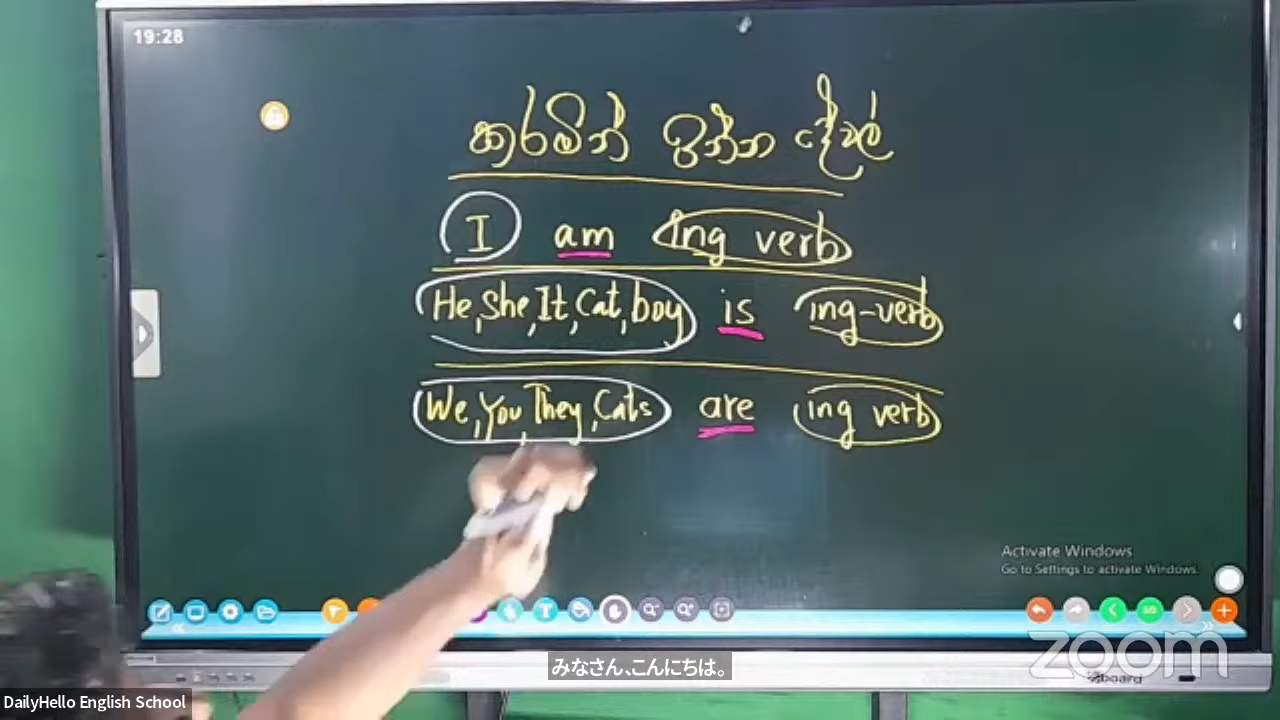 19:28
කරමින් ඉන්න දේවල්
I am ing verb
He, She, It, Cat, boy is ing-verb
We, You, They, Cats are ing verb
Activate Windows
Go to Settings to activate Windows.
zoom
みなさん、こんにちは。
DailyHello English School